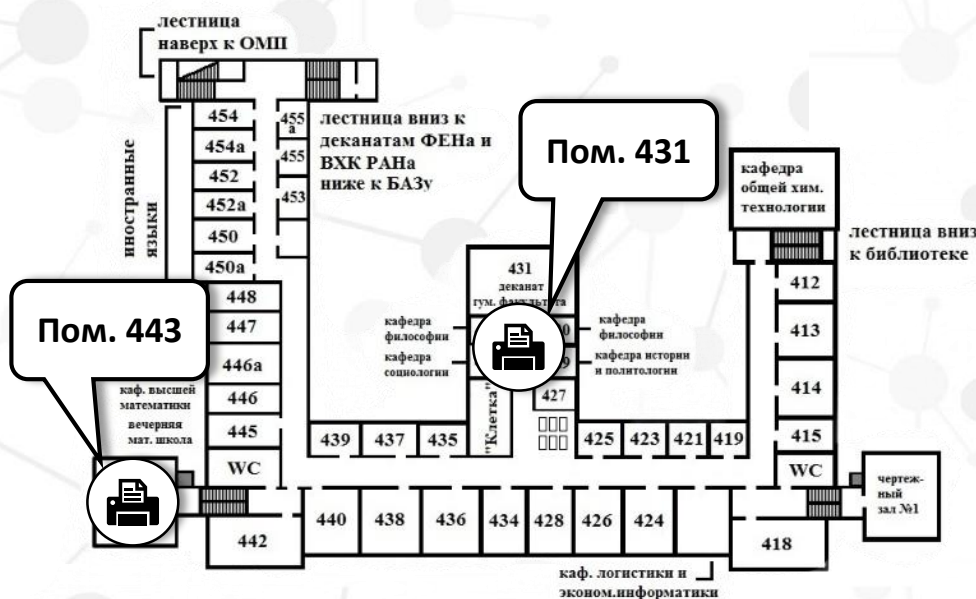 лестница
наверх к ОМП
454
454а
452
452а
450
450а
иностранные
языки
455
а
455
453
лестница вниз к
деканатам ФЕНа и
ВХК РАНа
ниже к БАЗу
Пом. 431
кафедра
общей хим.
технологии
лестница вниз
к библиотеке
431
деканат
гум. факультета
412
413
414
415
WC
448
447
446а
446
445
WC
Пом. 443
каф. высшей
математики
вечерняя
мат. школа
кафедра
философии
кафедра
социологии
кафедра
философии
кафедра истории
и политологии
427
"Клетка"
439
437
435
425
423
421
419
чертеж-
ный
зал №1
442
440
438
436
434
428
426
424
418
каф. логистики и
эконом.информатики